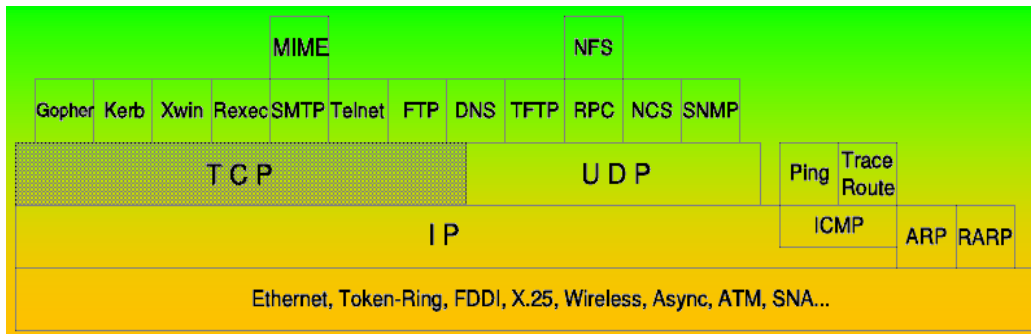 MIME NFS
Gopher Kerb Xwin Rexec SMTP Telnet FTP DNS TFTP RPC NCS SNMP
TCP UDP Ping Trace Route
IP ICMP ARP RARP
Ethernet, Token-Ring, FDDI, X.25, Wireless, Async, ATM, SNA...